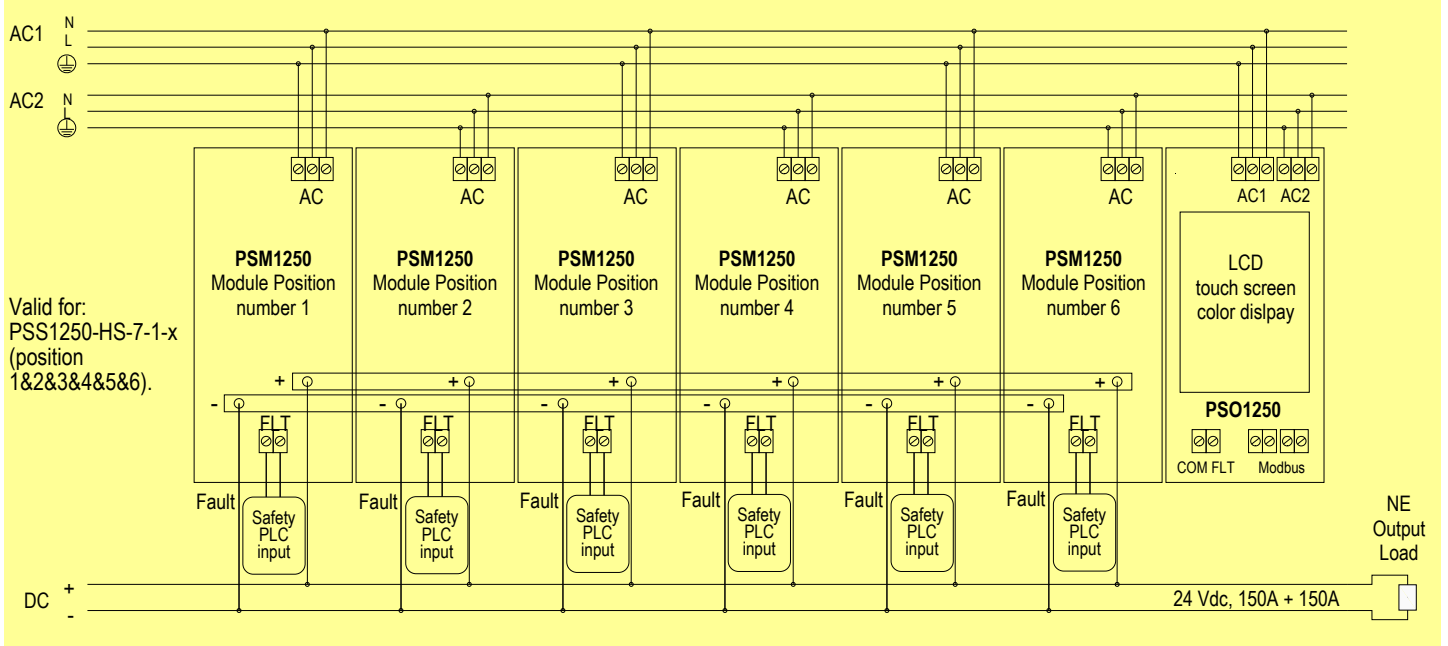 AC1 N
L
AC2 N
L
AC AC AC AC AC AC AC1 AC2
PSM1250
Module Position
number 1
PSM1250
Module Position
number 2
PSM1250
Module Position
number 3
PSM1250
Module Position
number 4
PSM1250
Module Position
number 5
PSM1250
Module Position
number 6
LCD
touch screen
color dislpay
Valid for:
PSS1250-HS-7-1-x
(position
1&2&3&4&5&6).
+ + + + + +
- - - - - -
PSO1250
FLT FLT FLT FLT FLT FLT
COM FLT Modbus
Fault Fault Fault Fault Fault Fault
Safety
PLC
input
Safety
PLC
input
Safety
PLC
input
Safety
PLC
input
Safety
PLC
input
Safety
PLC
input
NE
Output
Load
DC +
-
24 Vdc, 150A + 150A